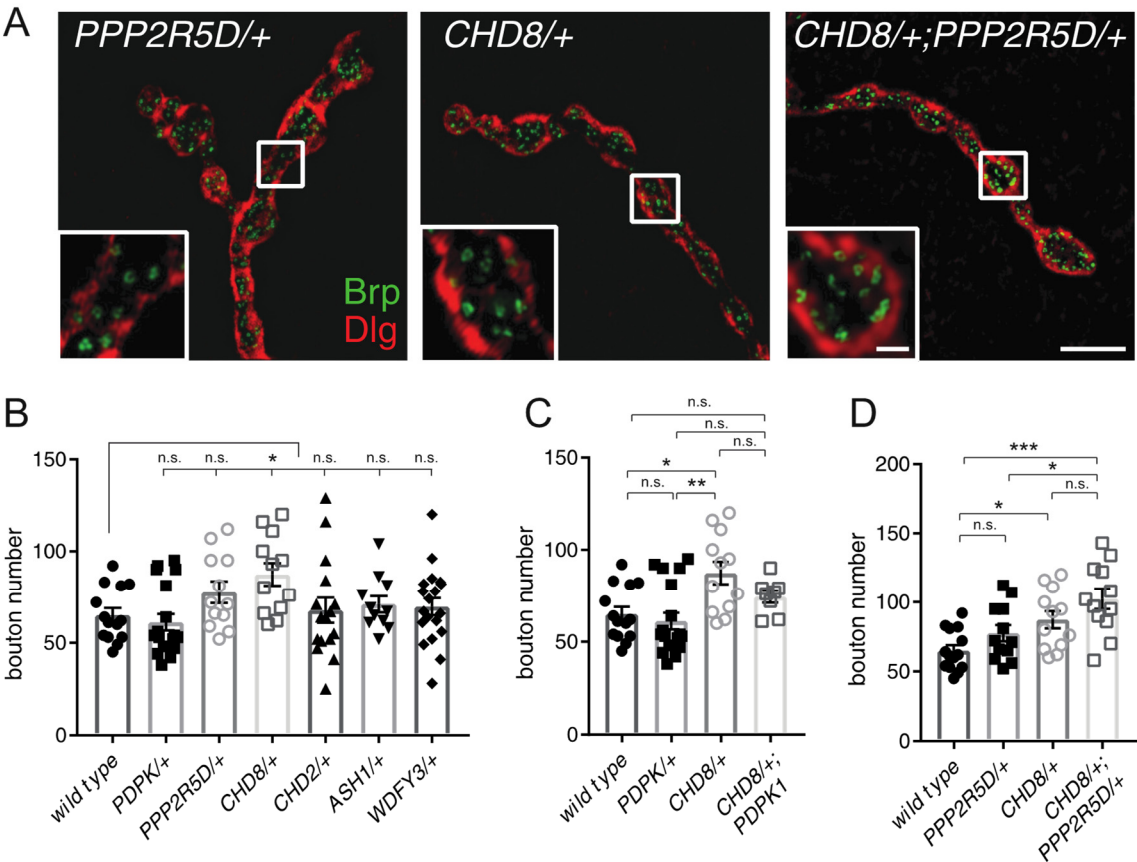 A
PPP2R5D/+
CHD8/+
CHD8/+;PPP2R5D/+
Brp
Dlg
B
n.s.
n.s.
*
n.s.
n.s.
n.s.
150
100
50
0
bouton number
wild type
PDPK/+
PPP2R5D/+
CHD8/+
CHD2/+
ASH1/+
WDFY3/+
C
n.s.
n.s.
n.s.
*
n.s.
**
150
100
50
0
bouton number
wild type
PDPK/+
CHD8/+
CHD8/+;
PDPK1
D
***
*
n.s.
*
n.s.
200
150
100
50
0
bouton number
wild type
PPP2R5D/+
CHD8/+
CHD8/+;
PPP2R5D/+